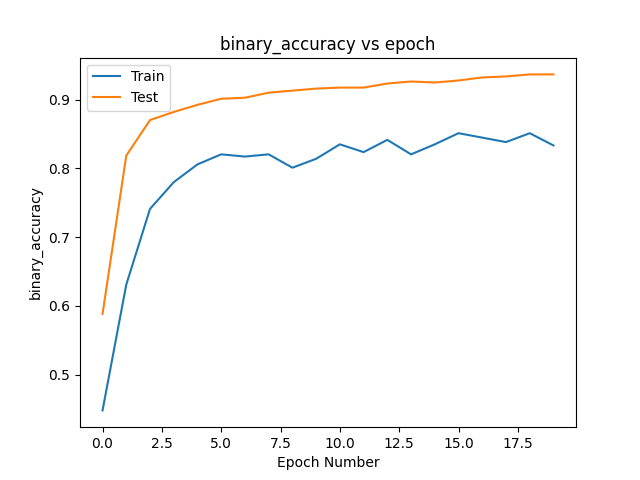 binary_accuracy vs epoch
Train
Test
0.9
0.8
0.7
0.6
0.5
binary_accuracy
0.0 2.5 5.0 7.5 10.0 12.5 15.0 17.5
Epoch Number